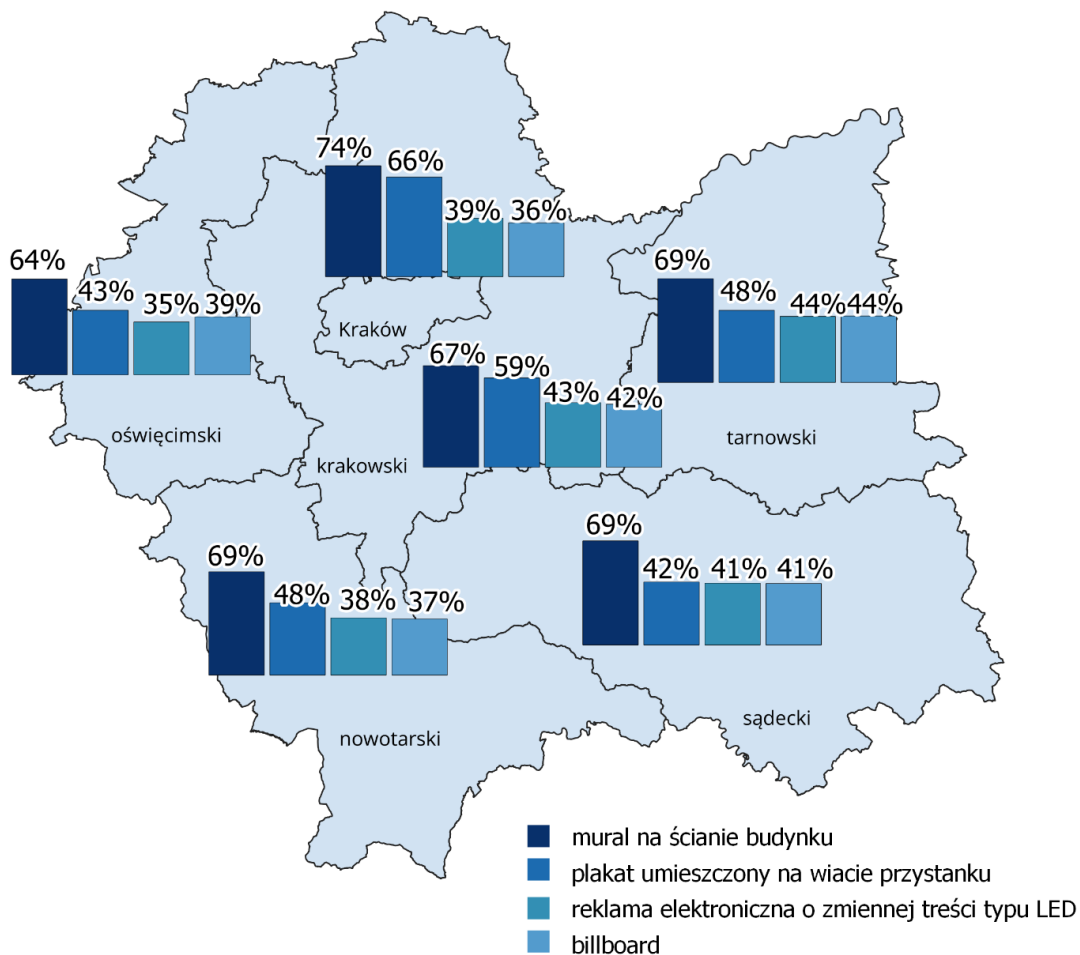 74%
66%
39%
36%
Kraków
64%
43%
35%
39%
oświęcimski
69%
48%
44%
44%
tarnowski
67%
59%
43%
42%
krakowski
69%
48%
38%
37%
nowotarski
69%
42%
41%
41%
sądecki
mural na ścianie budynku
plakat umieszczony na wiacie przystanku
reklama elektroniczna o zmiennej treści typu LED
billboard